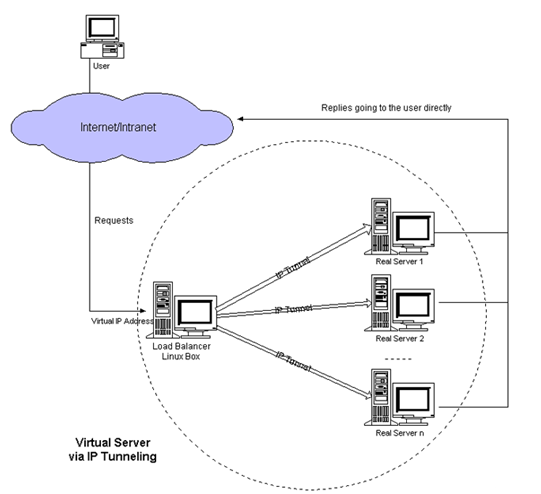 User
Replies going to the user directly
Internet/Intranet
Requests
IP Tunnel
Real Server 1
Virtual IP Address
IP Tunnel
Load Balancer
Linux Box
Real Server 2
IP Tunnel
Real Server n
Virtual Server
via IP Tunneling